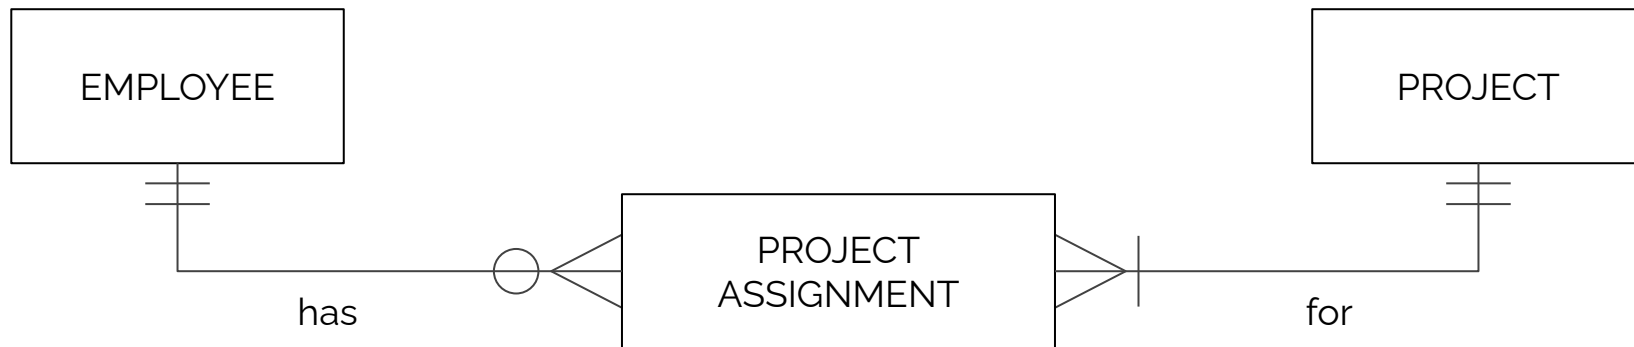 EMPLOYEE
PROJECT
PROJECT
ASSIGNMENT
has
for